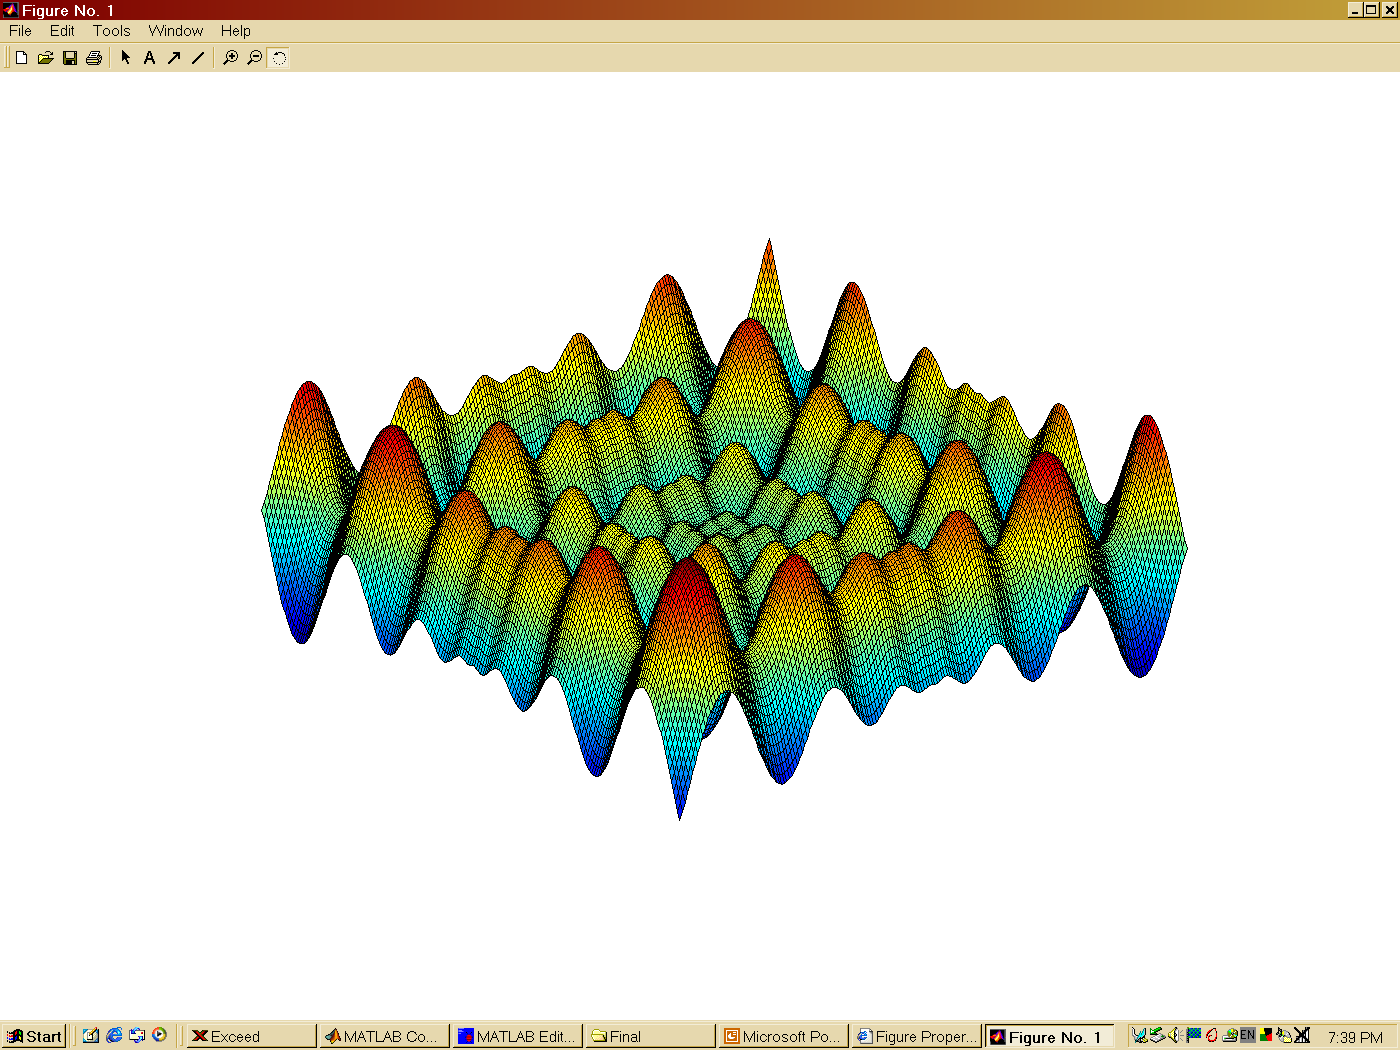 Figure No. 1
File Edit Tools Window Help
A
Start Exceed MATLAB Co... MATLAB Edit... Final Microsoft Po... Figure Proper... Figure No. 1 EN 7:39 PM